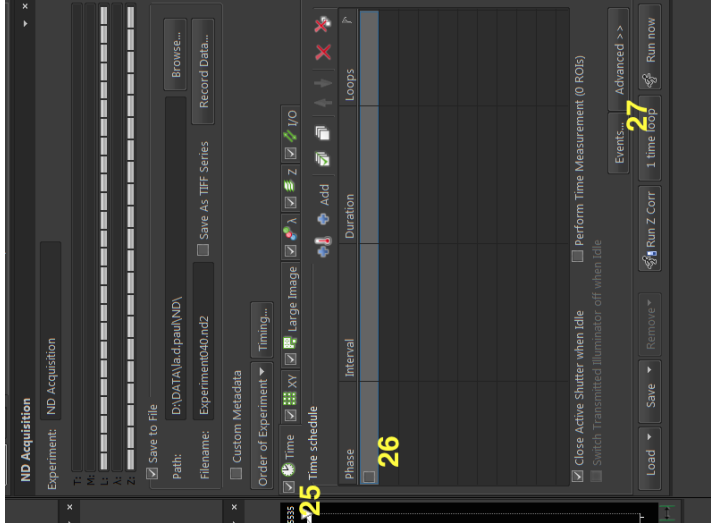 ND Acquisition
Experiment: ND Acquisition
T:
M:
L:
A:
Z:
Save to File
Path: D:\DATA\la.d.paul\ND\ Browse...
Filename: Experiment040.nd2 Save As TIFF Series Record Data...
Custom Metadata
Order of Experiment Timing...
Time XY Large Image λ Z I/O
25
Time schedule
Add
Phase Interval Duration Loops
26
Close Active Shutter when Idle Perform Time Measurement (0 ROIs)
Switch Transmitted Illuminator off when Idle
Events... Advanced >>
27
Load Save Remove Run Z Corr 1 time loop Run now
5535